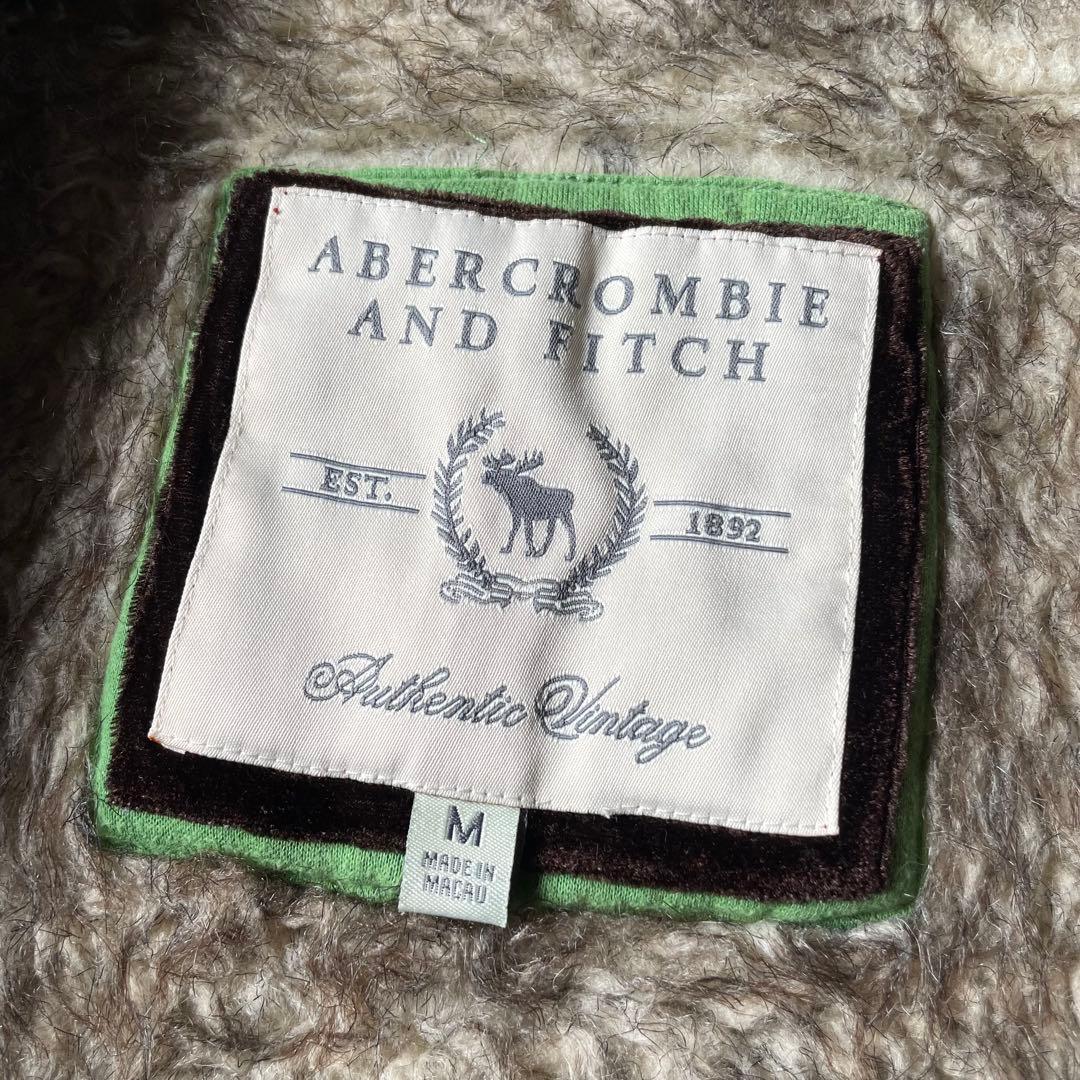 ABERCROMBIE
AND FITCH
EST. 1892
Authentic Vintage
M
MADE IN
MACAU